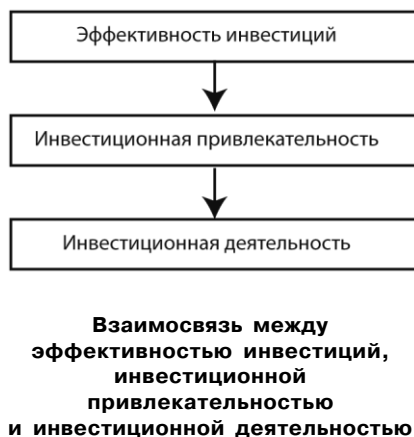 Эффективность инвестиций
Инвестиционная привлекательность
Инвестиционная деятельность
Взаимосвязь между
эффективностью инвестиций,
инвестиционной
привлекательностью
и инвестиционной деятельностью